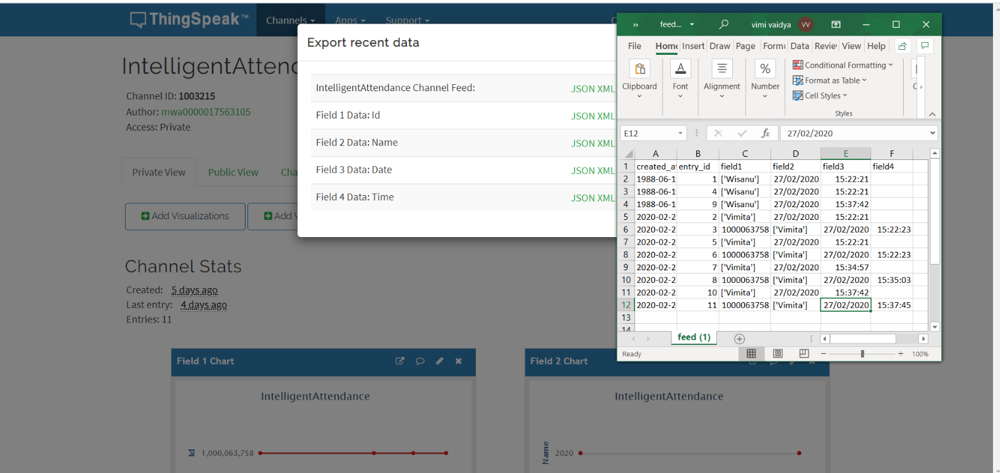 ThingSpeak™
Channels
Apps
Support
IntelligentAttend
Channel ID: 1003215
Author: mwa0000017563105
Access: Private
Private View
Public View
Cha
Add Visualizations
Add
Channel Stats
Created: 5 days ago
Last entry: 4 days ago
Entries: 11
Export recent data
IntelligentAttendance Channel Feed: JSON XML
Field 1 Data: Id JSON XML
Field 2 Data: Name JSON XML
Field 3 Data: Date JSON XML
Field 4 Data: Time JSON XML
feed...
vimi vaidya VV
File Home Insert Draw Page Form Data Review View Help
Clipboard
Font
Alignment
Number
Conditional Formatting
Format as Table
Cell Styles
Styles
E12 fx 27/02/2020
A B C D E F
1 created_at entry_id field1 field2 field3 field4
2 1988-06-1 1 ['Wisanu'] 27/02/2020 15:22:21
3 1988-06-1 4 ['Wisanu'] 27/02/2020 15:22:21
4 1988-06-1 9 ['Wisanu'] 27/02/2020 15:37:42
5 2020-02-2 2 ['Vimita'] 27/02/2020 15:22:21
6 2020-02-2 3 1000063758 ['Vimita'] 27/02/2020 15:22:23
7 2020-02-2 5 ['Vimita'] 27/02/2020 15:22:21
8 2020-02-2 6 1000063758 ['Vimita'] 27/02/2020 15:22:23
9 2020-02-2 7 ['Vimita'] 27/02/2020 15:34:57
10 2020-02-2 8 1000063758 ['Vimita'] 27/02/2020 15:35:03
11 2020-02-2 10 ['Vimita'] 27/02/2020 15:37:42
12 2020-02-2 11 1000063758 ['Vimita'] 27/02/2020 15:37:45
13
14
feed (1)
Ready 100%
Field 1 Chart
IntelligentAttendance
Id
1,000,063,758
Field 2 Chart
IntelligentAttendance
Name
2020